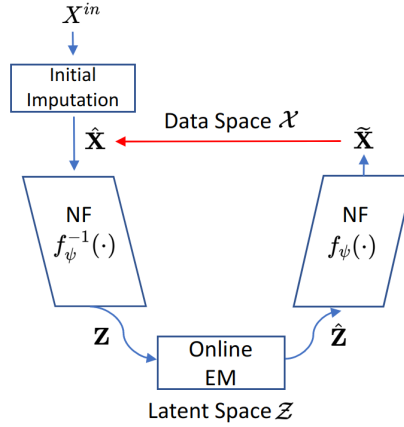 X^{in}
Initial
Imputation
X̂
Data Space 𝒳
X̃
NF
f_ψ^{-1}(·)
NF
f_ψ(·)
Z
Online
EM
Ẑ
Latent Space 𝒵